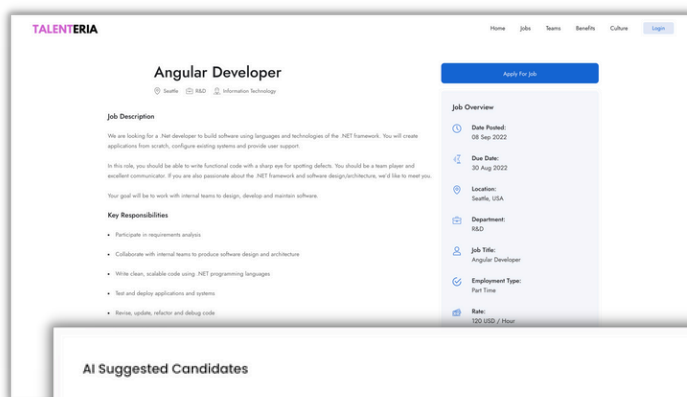 TALENTERIA
Home Jobs Teams Benefits Culture Login
Angular Developer
Seattle R&D Information Technology
Job Description
We are looking for a .Net developer to build software using languages and technologies of the .NET framework. You will create
applications from scratch, configure existing systems and provide user support.
In this role, you should be able to write functional code with a sharp eye for spotting defects. You should be a team player and
excellent communicator. If you are also passionate about the .NET framework and software design/architecture, we'd like to meet you.
Your goal will be to work with internal teams to design, develop and maintain software.
Key Responsibilities
Participate in requirements analysis
Collaborate with internal teams to produce software design and architecture
Write clean, scalable code using .NET programming languages
Test and deploy applications and systems
Revise, update, refactor and debug code
Apply For Job
Job Overview
Date Posted:
08 Sep 2022
Due Date:
30 Aug 2022
Location:
Seattle, USA
Department:
R&D
Job Title:
Angular Developer
Employment Type:
Part Time
Rate:
120 USD / Hour
AI Suggested Candidates